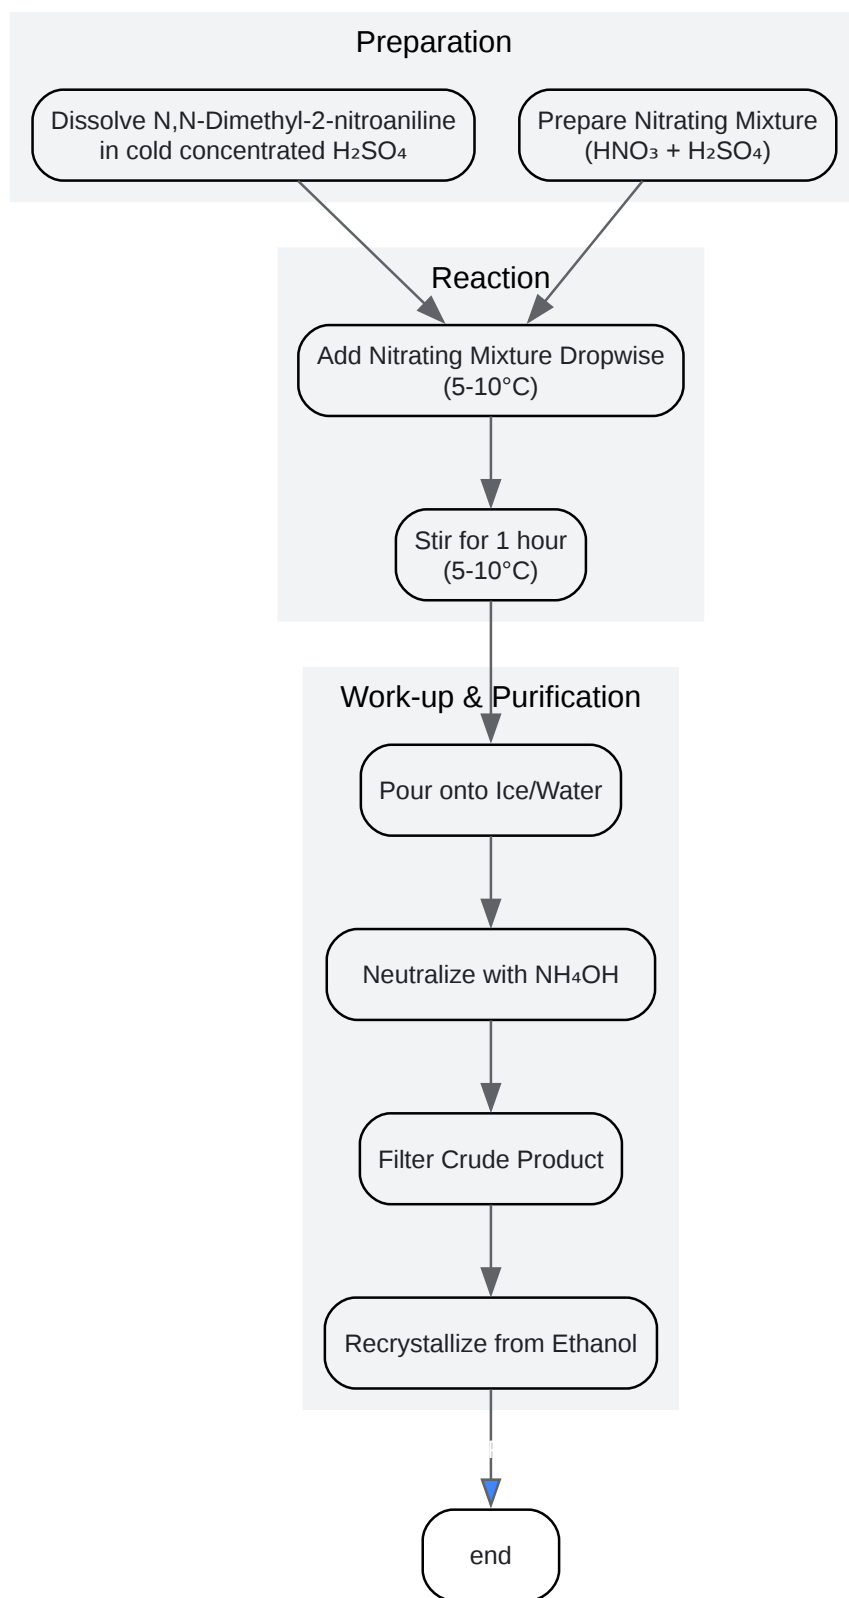 Preparation
Dissolve N,N-Dimethyl-2-nitroaniline
in cold concentrated H₂SO₄
Prepare Nitrating Mixture
(HNO₃ + H₂SO₄)
Reaction
Add Nitrating Mixture Dropwise
(5-10°C)
Stir for 1 hour
(5-10°C)
Work-up & Purification
Pour onto Ice/Water
Neutralize with NH₄OH
Filter Crude Product
Recrystallize from Ethanol
end